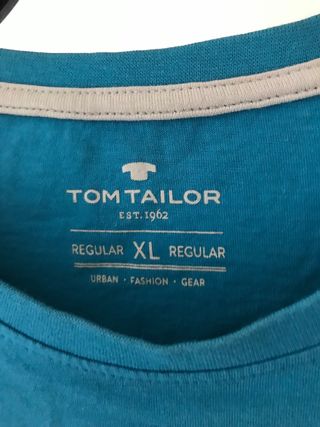 TOM TAILOR
EST. 1962
REGULAR XL REGULAR
URBAN · FASHION · GEAR